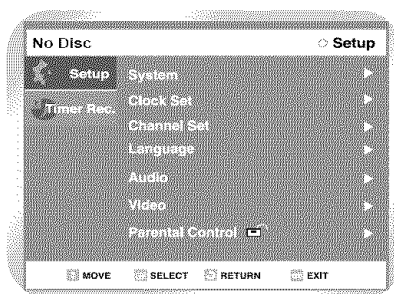 No Disc Setup
Setup System
Timer Rec. Clock Set
Channel Set
Language
Audio
Video
Parental Control
MOVE SELECT RETURN EXIT